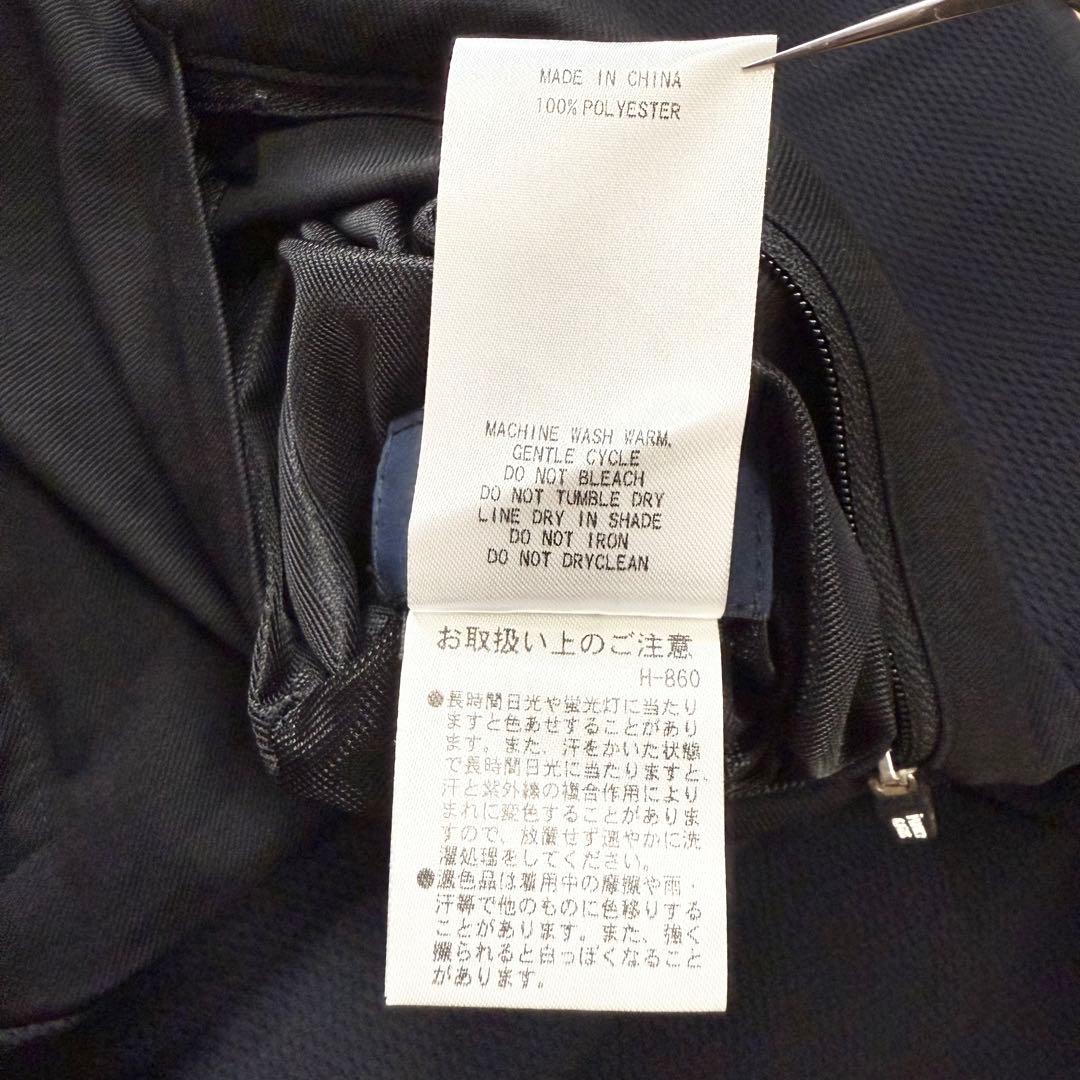 MADE IN CHINA
100% POLYESTER
MACHINE WASH WARM,
GENTLE CYCLE
DO NOT BLEACH
DO NOT TUMBLE DRY
LINE DRY IN SHADE
DO NOT IRON
DO NOT DRYCLEAN
お取扱い上のご注意
H-860
●長時間日光や蛍光灯に当たり
ますと色あせすることがあり
ます。また、汗をかいた状態
で長時間日光に当たりますと、
汗と紫外線の複合作用により
まれに変色することがありま
すので、放置せず速やかに洗
濯処理をしてください。
●濃色品は着用中の摩擦や雨・
汗等で他のものに色移りする
ことがあります。また、強く
擦られると白っぽくなること
があります。